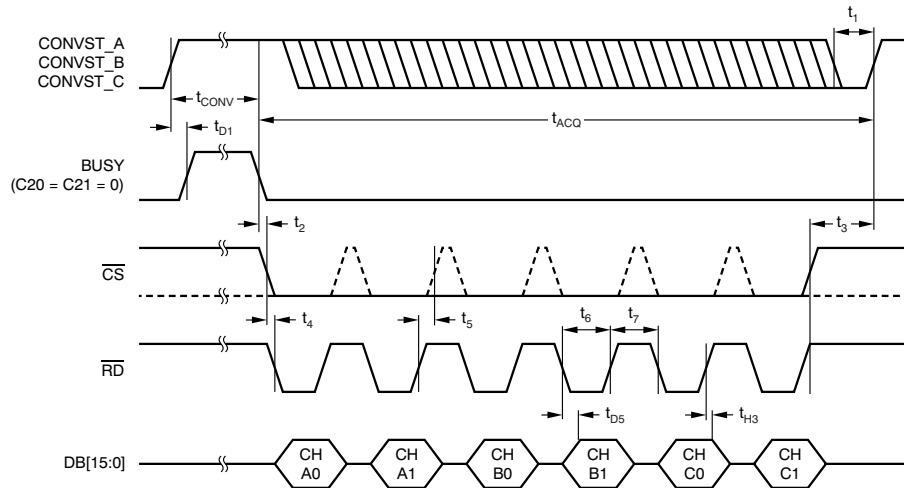 t1
CONVST_A
CONVST_B
CONVST_C
tCONV
tACQ
tD1
BUSY
(C20 = C21 = 0)
t2
t3
CS
t4
t5
t6
t7
RD
tD5
tH3
DB[15:0]
CH A0
CH A1
CH B0
CH B1
CH C0
CH C1